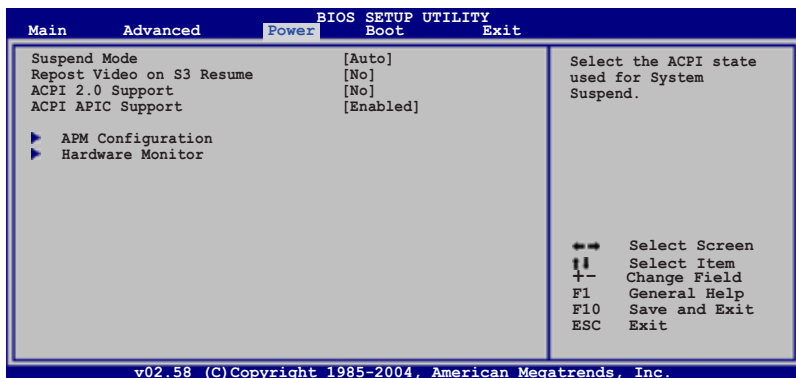 BIOS SETUP UTILITY
Main Advanced Power Boot Exit
Suspend Mode [Auto]
Repost Video on S3 Resume [No]
ACPI 2.0 Support [No]
ACPI APIC Support [Enabled]
APM Configuration
Hardware Monitor
Select the ACPI state
used for System
Suspend.
Select Screen
Select Item
+- Change Field
F1 General Help
F10 Save and Exit
ESC Exit
v02.58 (C)Copyright 1985-2004, American Megatrends, Inc.